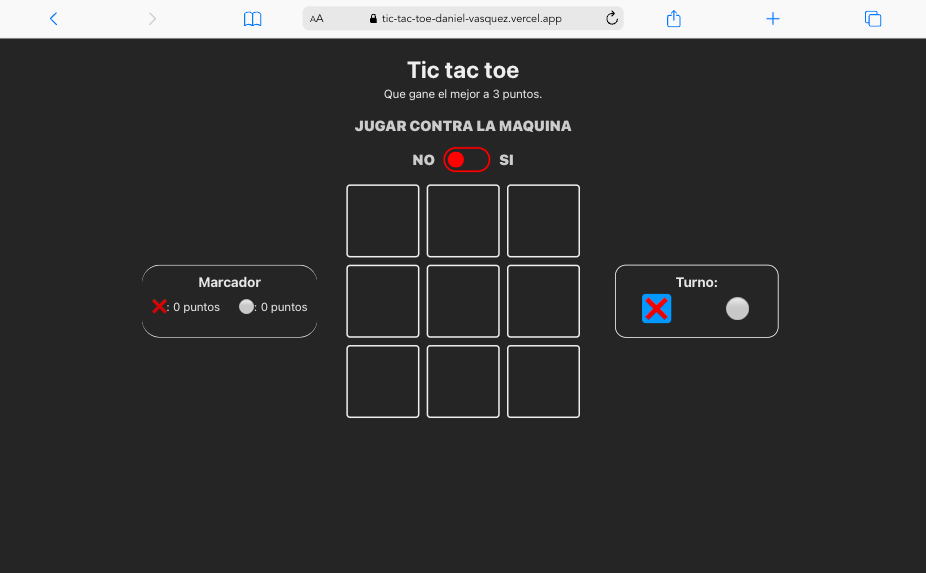 AA tic-tac-toe-daniel-vasquez.vercel.app
Tic tac toe
Que gane el mejor a 3 puntos.
JUGAR CONTRA LA MAQUINA
NO SI
Marcador
❌: 0 puntos ⚪: 0 puntos
Turno:
❌ ⚪